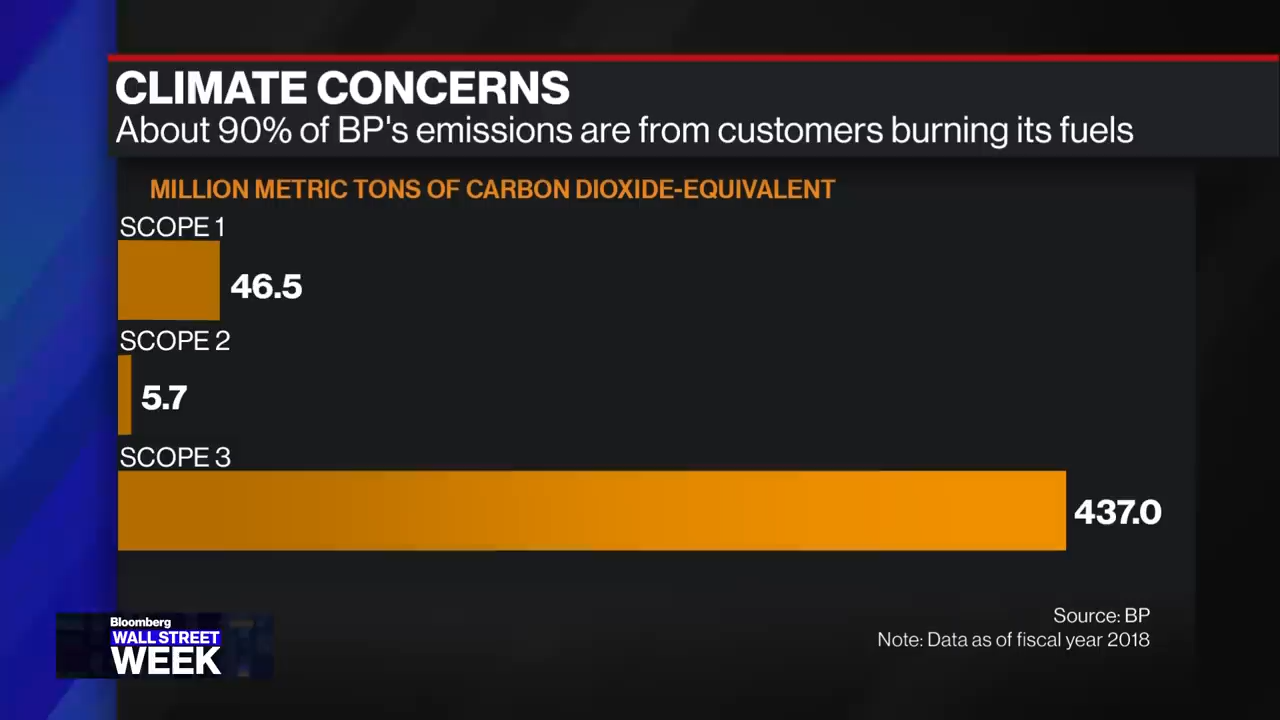 CLIMATE CONCERNS
About 90% of BP's emissions are from customers burning its fuels
MILLION METRIC TONS OF CARBON DIOXIDE-EQUIVALENT
SCOPE 1
46.5
SCOPE 2
5.7
SCOPE 3
437.0
Source: BP
Note: Data as of fiscal year 2018
Bloomberg
WALL STREET
WEEK